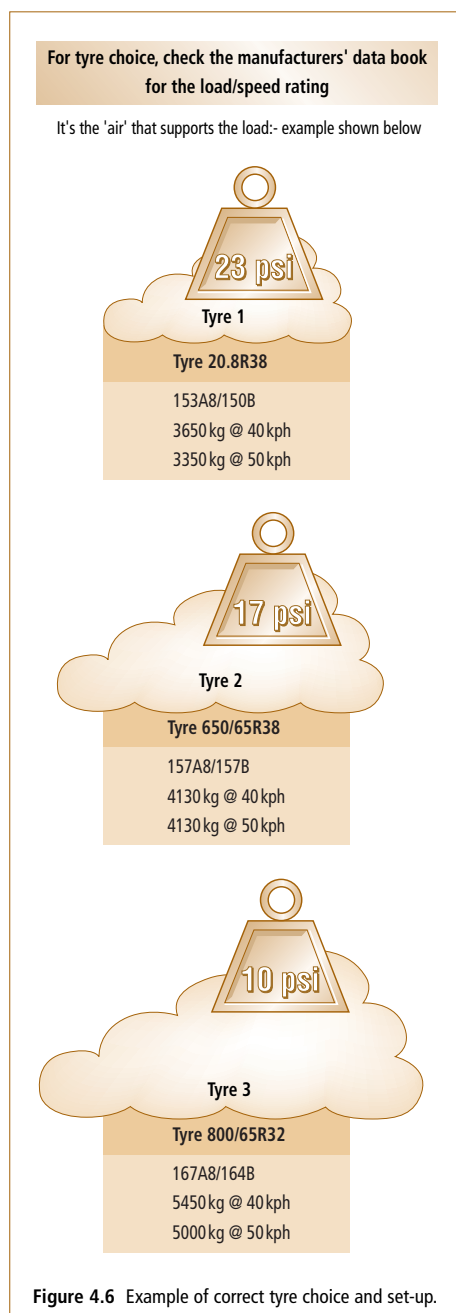 For tyre choice, check the manufacturers' data book
for the load/speed rating
It's the 'air' that supports the load:- example shown below
23 psi
Tyre 1
Tyre 20.8R38
153A8/150B
3650 kg @ 40 kph
3350 kg @ 50 kph
17 psi
Tyre 2
Tyre 650/65R38
157A8/157B
4130 kg @ 40 kph
4130 kg @ 50 kph
10 psi
Tyre 3
Tyre 800/65R32
167A8/164B
5450 kg @ 40 kph
5000 kg @ 50 kph
Figure 4.6 Example of correct tyre choice and set-up.